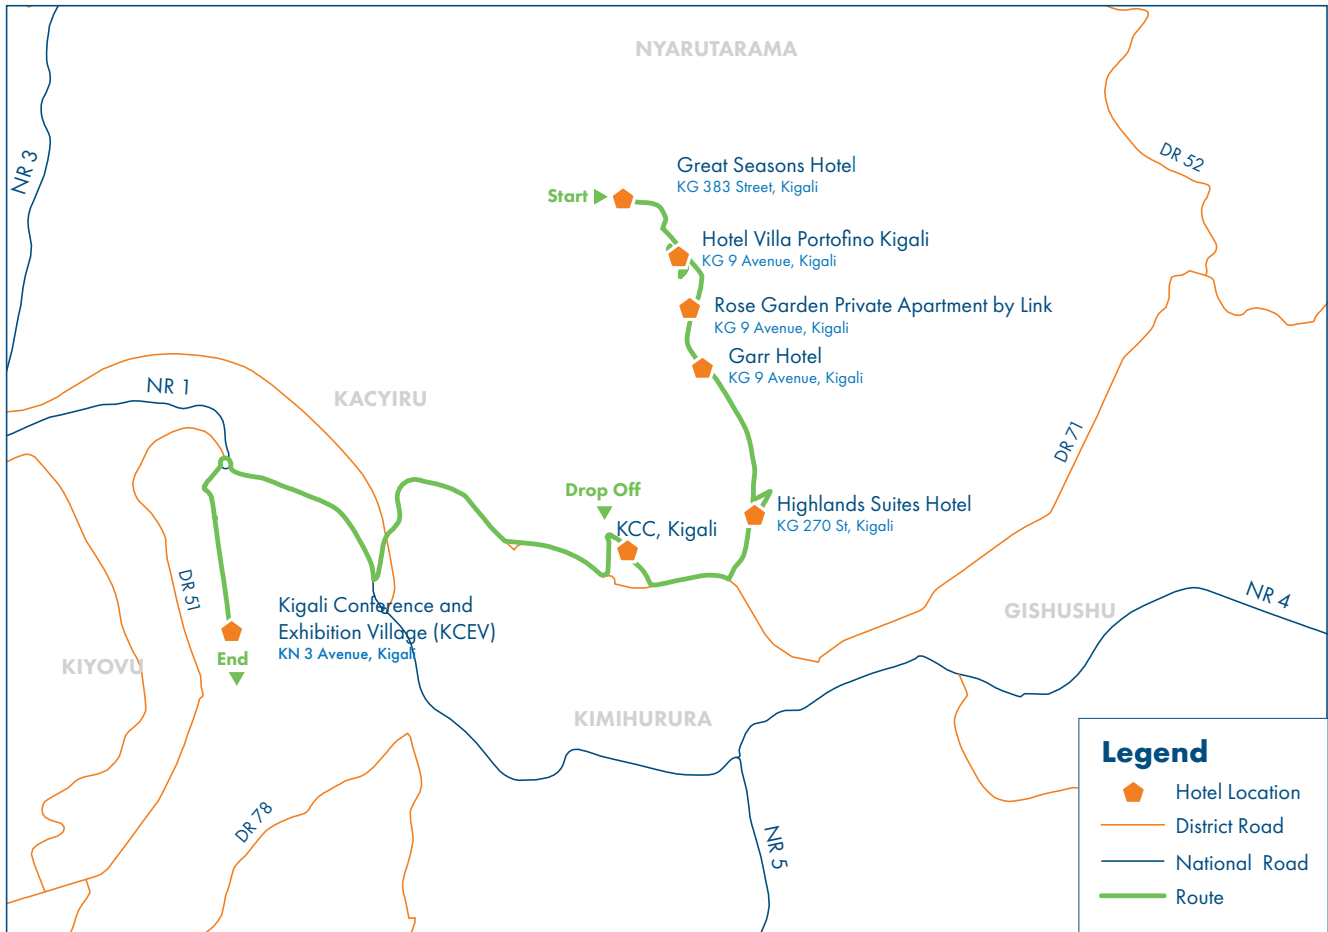 NYARUTARAMA
NR 3
DR 52
Great Seasons Hotel
KG 383 Street, Kigali
Start
Hotel Villa Portofino Kigali
KG 9 Avenue, Kigali
Rose Garden Private Apartment by Link
KG 9 Avenue, Kigali
Garr Hotel
KG 9 Avenue, Kigali
NR 1
KACYIRU
DR 71
Drop Off
KCC, Kigali
Highlands Suites Hotel
KG 270 St, Kigali
DR 51
Kigali Conference and
Exhibition Village (KCEV)
KN 3 Avenue, Kigali
End
KIYOVU
GISHUSHU
NR 4
KIMIHURURA
DR 78
NR 5
Legend
Hotel Location
District Road
National Road
Route